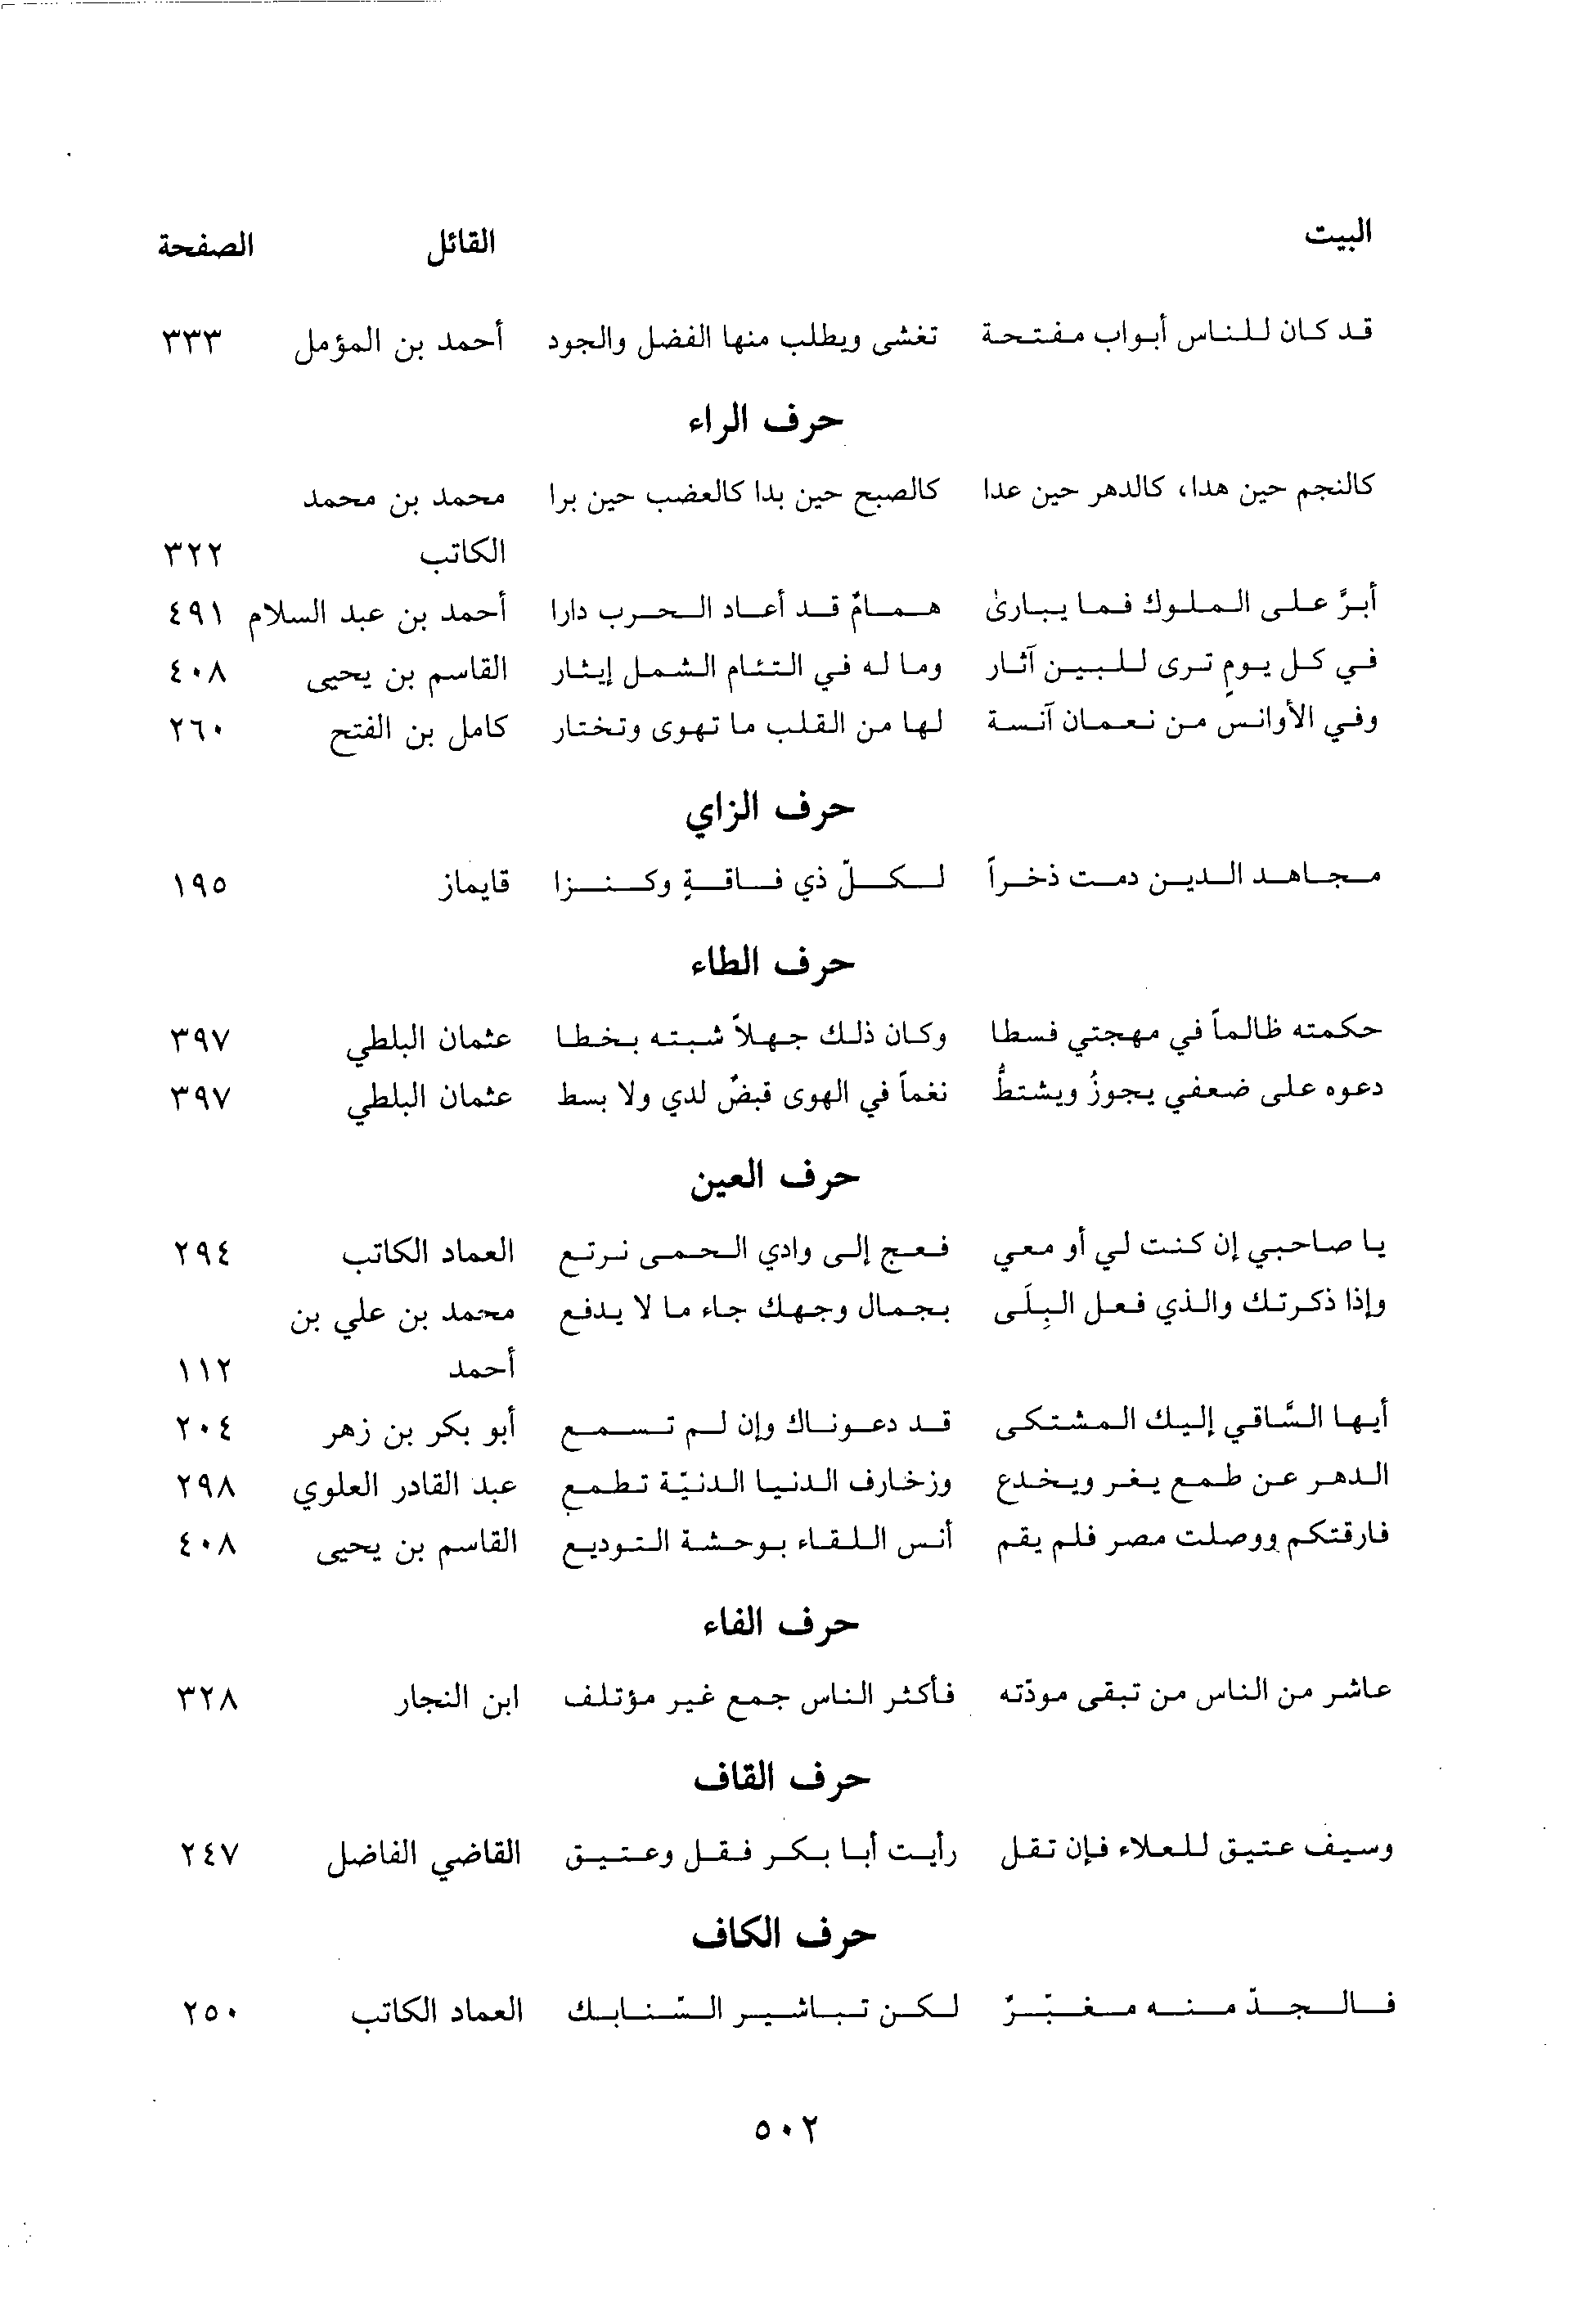 البيت القائل الصفحة
قد كان للناس أبواب مفتحة تغشى ويطلب منها الفضل والجود أحمد بن المؤمل ٣٣٣
حرف الراء
كالنجم حين هدا، كالدهر حين عدا كالصبح حين بدا كالعضب حين برا محمد بن محمد
الكاتب ٣٢٢
أبرَّ على الملوك فما يبارىٰ همامٌ قد أعاد الحرب دارا أحمد بن عبد السلام ٤٩١
في كل يومٍ ترى للبين آثار وما له في التئام الشمل إيثار القاسم بن يحيى ٤٠٨
وفي الأوانس من نعمان آنسة لها من القلب ما تهوى وتختار كامل بن الفتح ٢٦٠
حرف الزاي
مجاهد الدين دمت ذخراً لكلّ ذي فاقةٍ وكنزا قايماز ١٩٥
حرف الطاء
حكمته ظالماً في مهجتي فسطا وكان ذلك جهلاً شبته بخطا عثمان البلطي ٣٩٧
دعوه على ضعفي يجوزُ ويشتطُّ نغماً في الهوى قبضٌ لدي ولا بسط عثمان البلطي ٣٩٧
حرف العين
يا صاحبي إن كنت لي أو معي فعج إلى وادي الحمى نرتع العماد الكاتب ٢٩٤
وإذا ذكرتك والذي فعل البِلَى بجمال وجهك جاء ما لا يدفع محمد بن علي بن
أحمد ١١٢
أيها السَّاقي إليك المشتكى قد دعوناك وإن لم تسمع أبو بكر بن زهر ٢٠٤
الدهر عن طمع يغر ويخدع وزخارف الدنيا الدنيّة تطمع عبد القادر العلوي ٢٩٨
فارقتكم ووصلت مصر فلم يقم أنس اللقاء بوحشة التوديع القاسم بن يحيى ٤٠٨
حرف الفاء
عاشر من الناس من تبقى مودّته فأكثر الناس جمع غير مؤتلف ابن النجار ٣٢٨
حرف القاف
وسيف عتيق للعلاء فإن تقل رأيت أبا بكر فقل وعتيق القاضي الفاضل ٢٤٧
حرف الكاف
فالجدّ منه مغبّرٌ لكن تباشير السّنابك العماد الكاتب ٢٥٠
٥٠٢